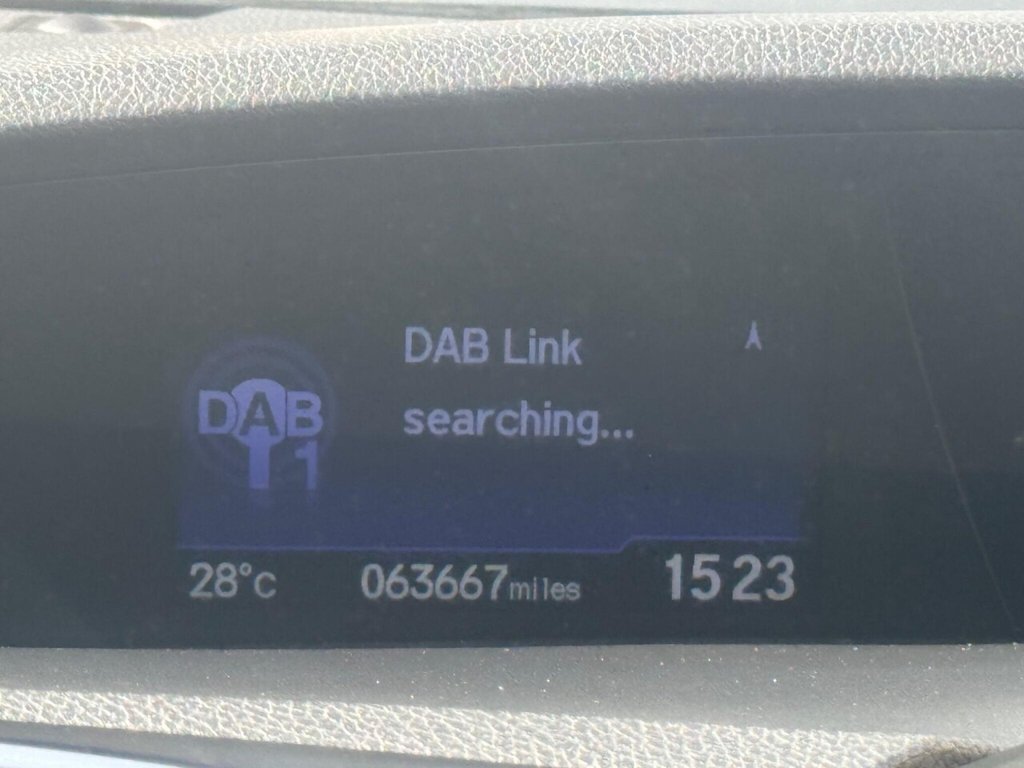 DAB Link
DAB
searching...
1
28°C 063667miles 15 23